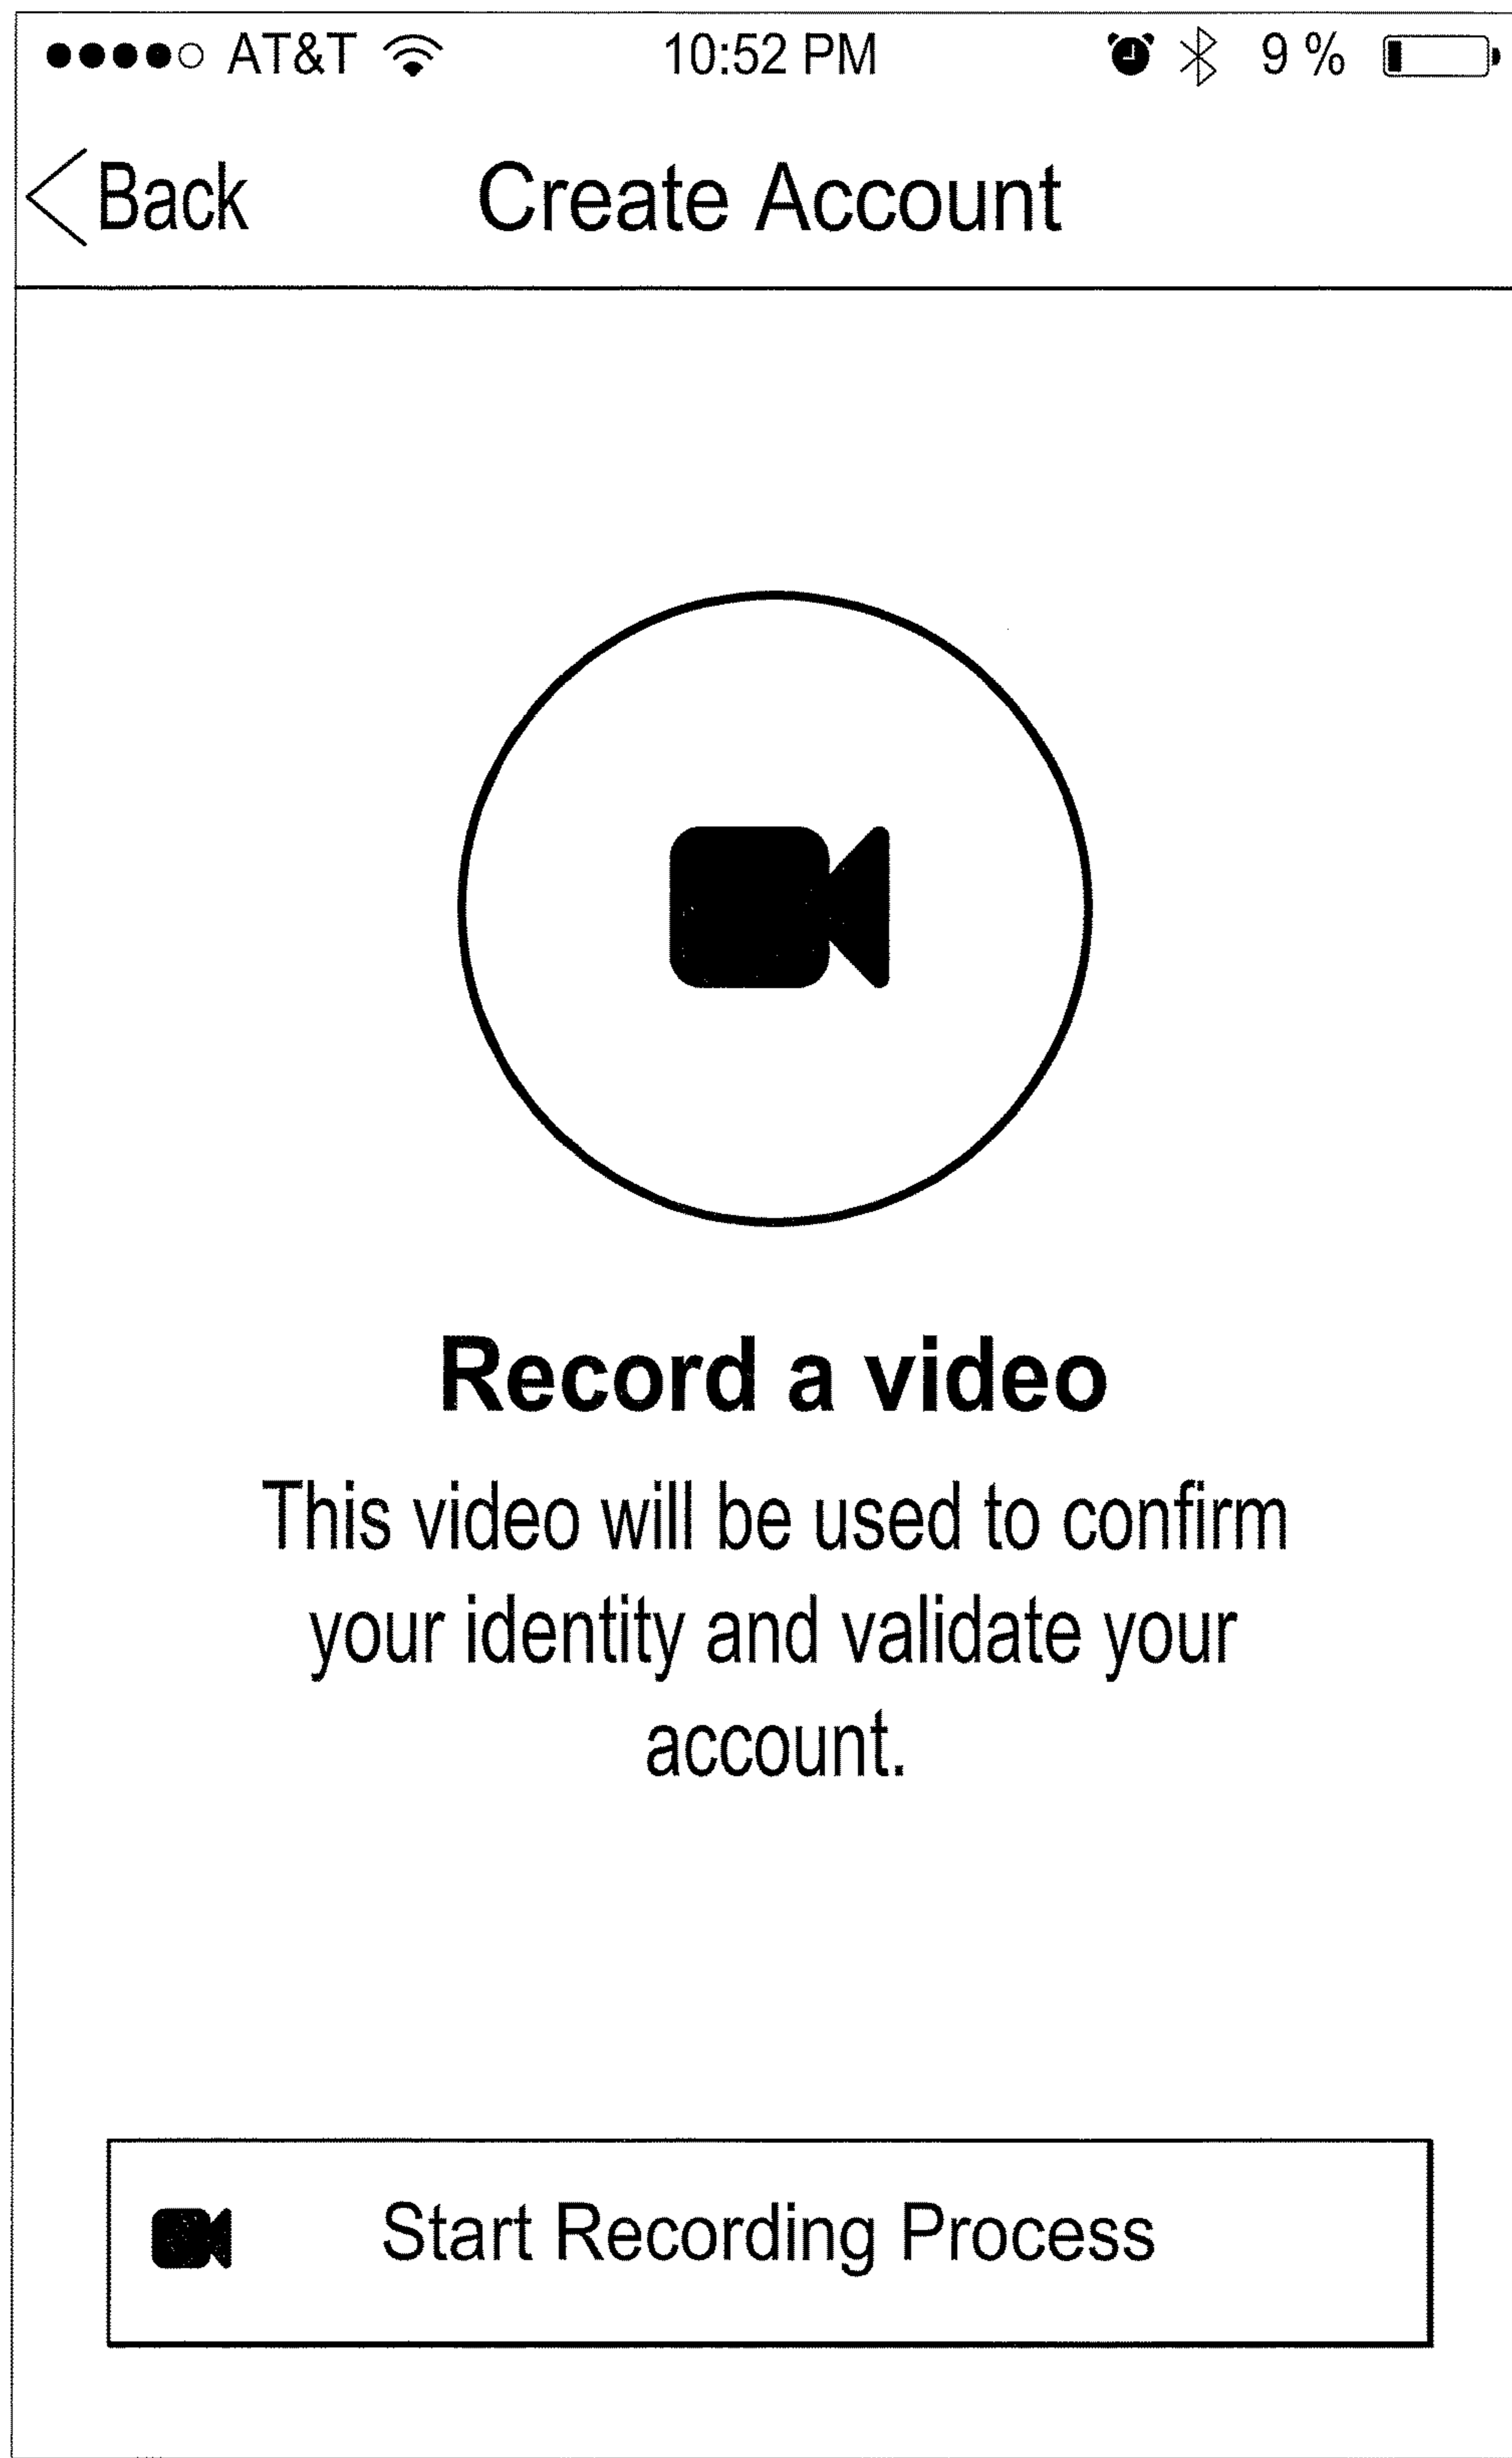 AT&T 10:52 PM 9 %
Back Create Account
Record a video
This video will be used to confirm
your identity and validate your
account.
Start Recording Process